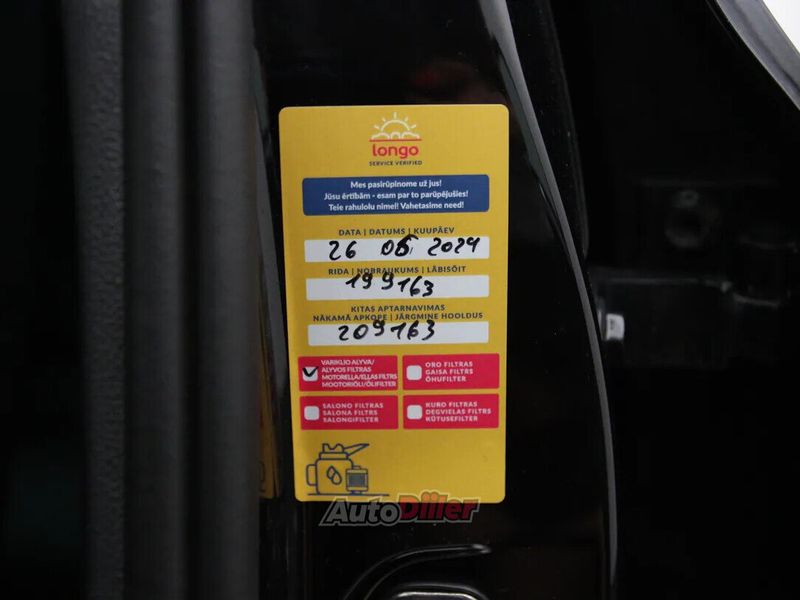 longo
SERVICE VERIFIED
Mes pasirūpinome už jus!
Jūsu ērtībām - esam par to parūpējušies!
Teie rahulolu nimel! Vahetasime need!
DATA | DATUMS | KUUPÄEV
26 05 2024
RIDA | NOBRAUKUMS | LÄBISÕIT
199163
KITAS APTARNAVIMAS
NĀKAMĀ APKOPE | JÄRGMINE HOOLDUS
209163
VARIKLIO ALYVA/
ALYVOS FILTRAS
MOTORELLA/ELLAS FILTRS
MOOTORIÕLI/ÕLIFILTER
ORO FILTRAS
GAISA FILTRS
ÕHUFILTER
SALONO FILTRAS
SALONA FILTRS
SALONGIFILTER
KURO FILTRAS
DEGVIELAS FILTRS
KÜTUSEFILTER
AutoDiler